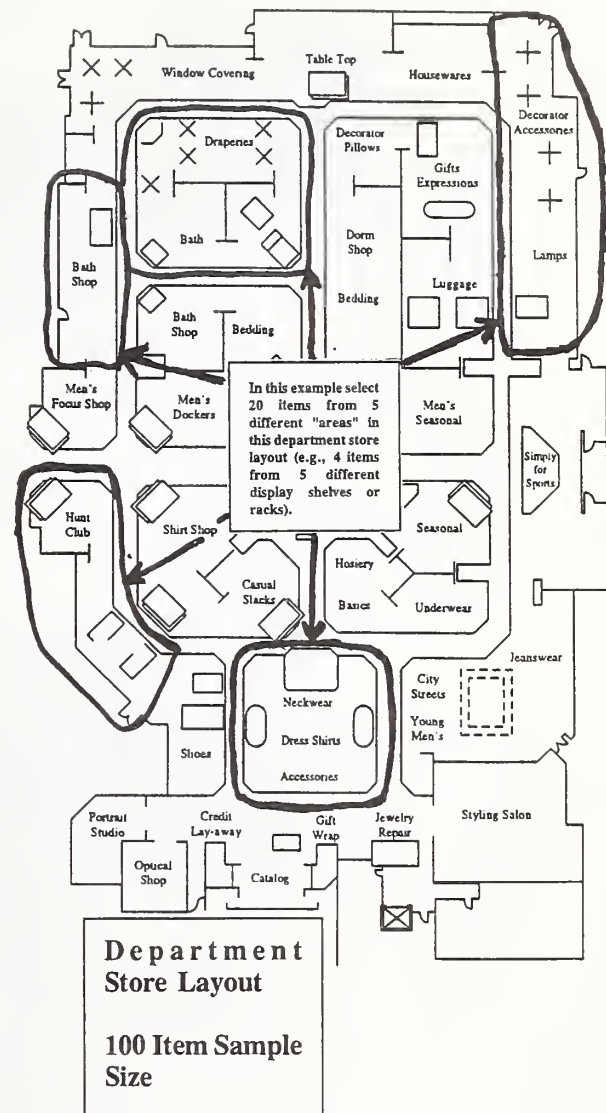 Window Covering
Table Top
Housewares
Draperies
Decorator
Pillows
Gifts
Expressions
Decorator
Accessories
Bath
Bath
Shop
Dorm
Shop
Lamps
Luggage
Bedding
Bath
Shop
Bedding
Men's
Focus Shop
Men's
Dockers
In this example select
20 items from 5
different "areas" in
this department store
layout (e.g., 4 items
from 5 different
display shelves or
racks).
Men's
Seasonal
Simply
for
Sports
Hunt
Club
Shirt Shop
Seasonal
Hosiery
Casual
Slacks
Basics
Underwear
Jeanswear
City
Streets
Young
Men's
Neckwear
Dress Shirts
Accessories
Shoes
Portrait
Studio
Credit
Lay-away
Gift
Wrap
Jewelry
Repair
Styling Salon
Optical
Shop
Catalog
Department
Store Layout
100 Item Sample
Size